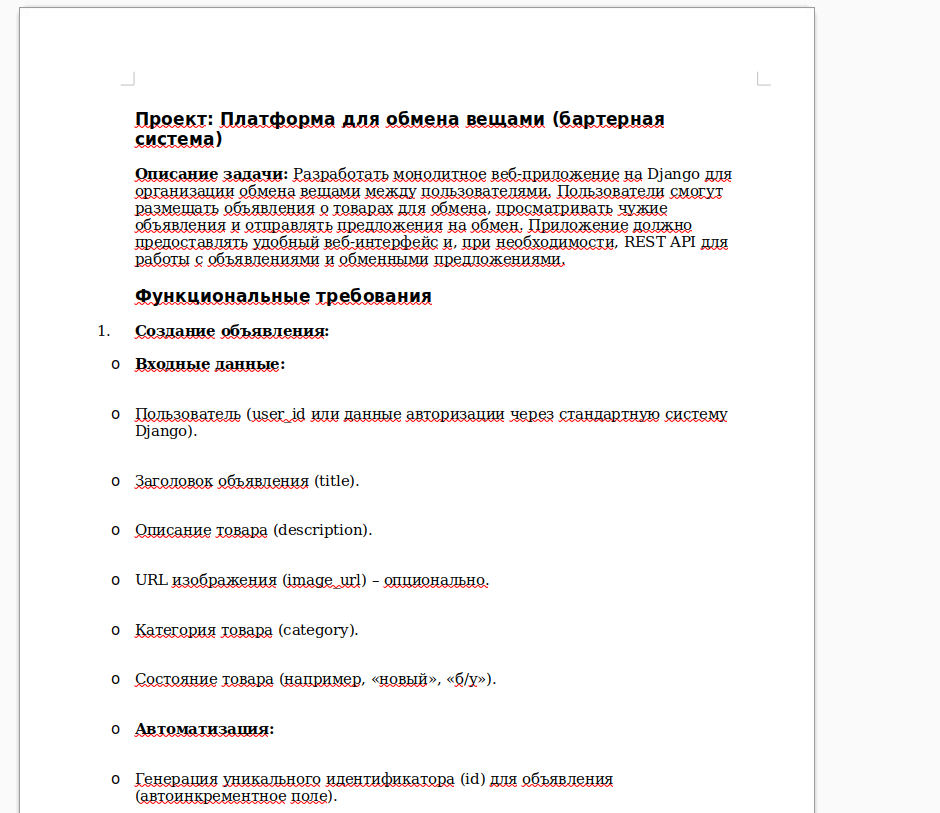 Проект: Платформа для обмена вещами (бартерная
система)
Описание задачи: Разработать монолитное веб-приложение на Django для
организации обмена вещами между пользователями. Пользователи смогут
размещать объявления о товарах для обмена, просматривать чужие
объявления и отправлять предложения на обмен. Приложение должно
предоставлять удобный веб-интерфейс и, при необходимости, REST API для
работы с объявлениями и обменными предложениями.
Функциональные требования
1. Создание объявления:
o Входные данные:
o Пользователь (user_id или данные авторизации через стандартную систему
Django).
o Заголовок объявления (title).
o Описание товара (description).
o URL изображения (image_url) – опционально.
o Категория товара (category).
o Состояние товара (например, «новый», «б/у»).
o Автоматизация:
o Генерация уникального идентификатора (id) для объявления
(автоинкрементное поле).